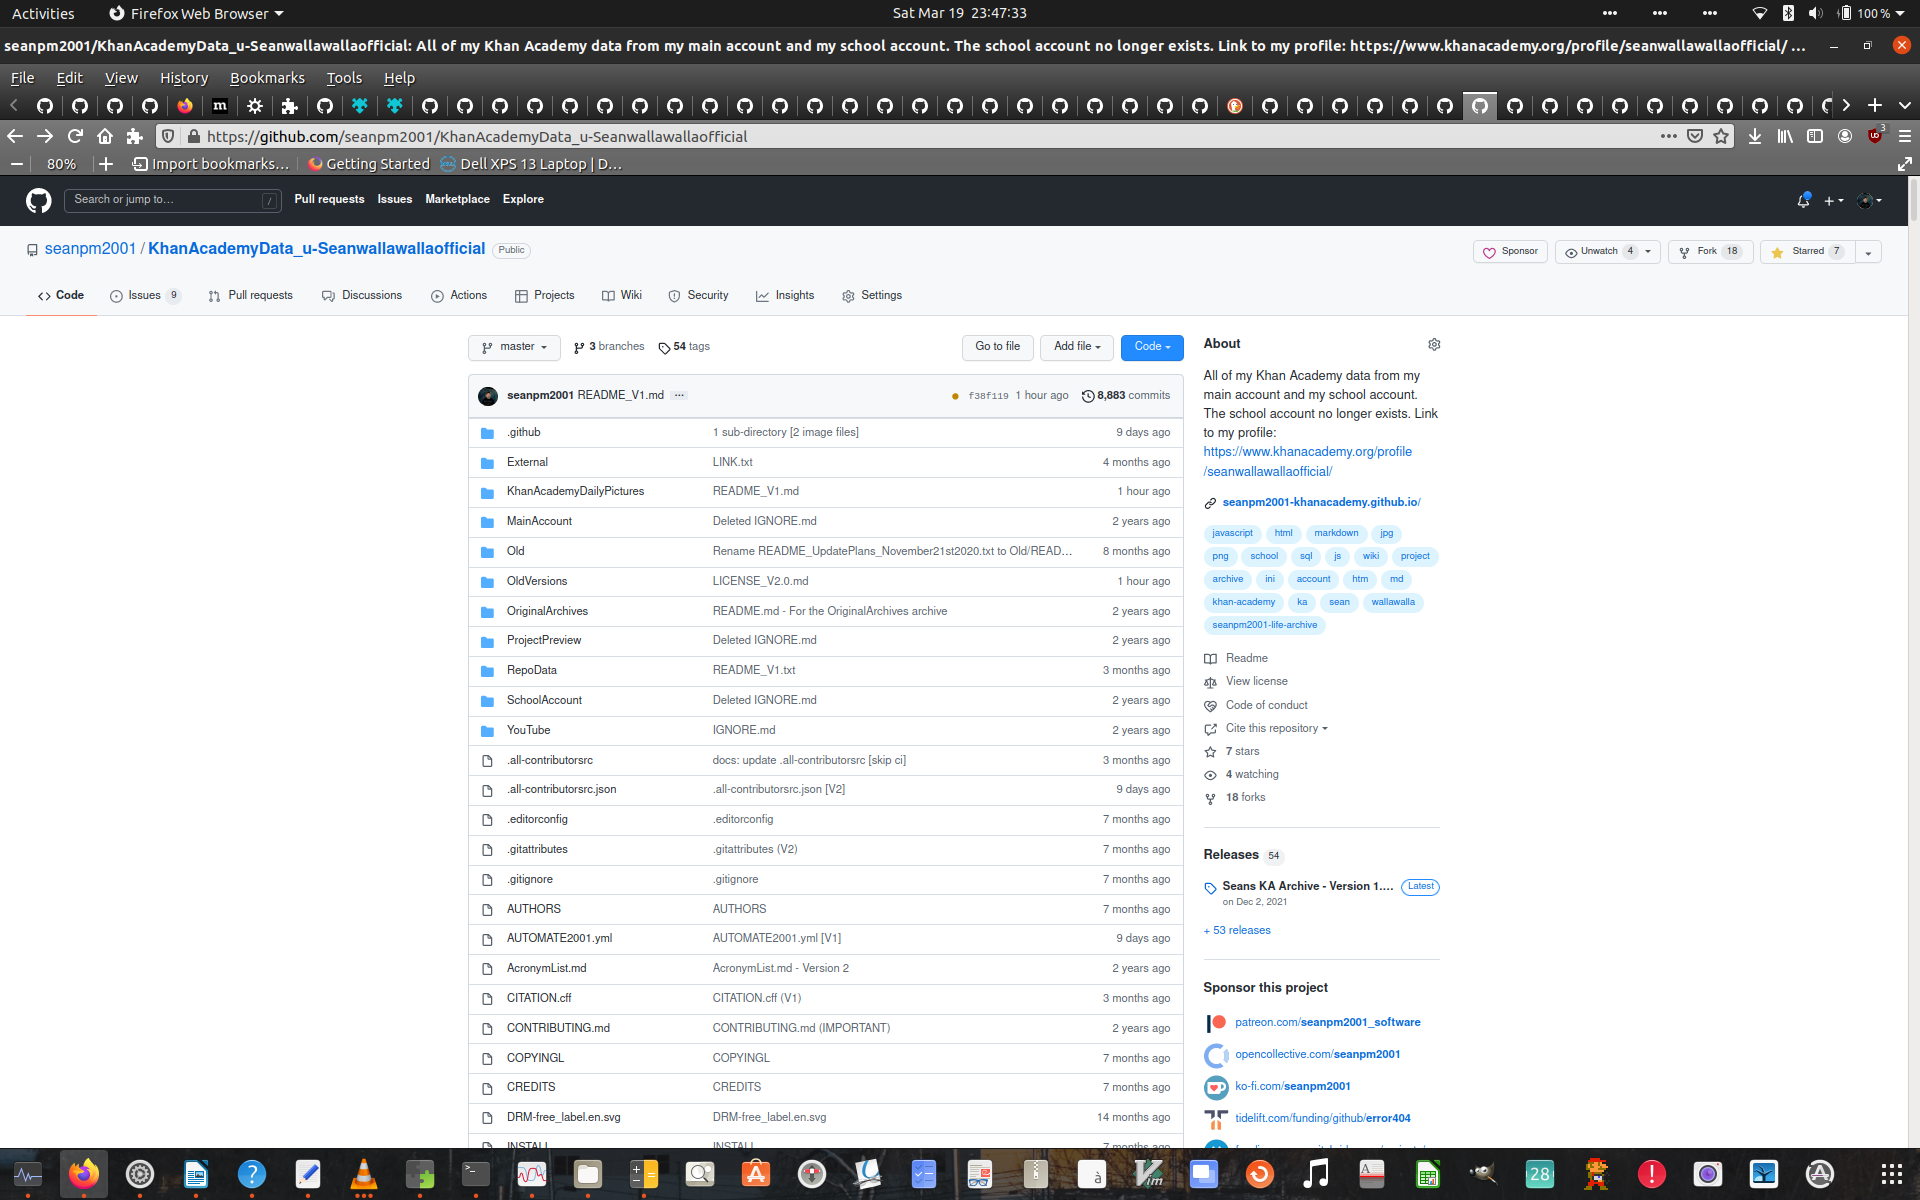 Activities Firefox Web Browser Sat Mar 19 23:47:33 100 %
seanpm2001/KhanAcademyData_u-Seanwallawallaofficial: All of my Khan Academy data from my main account and my school account. The school account no longer exists. Link to my profile: https://www.khanacademy.org/profile/seanwallawallaofficial/ ...
File Edit View History Bookmarks Tools Help
https://github.com/seanpm2001/KhanAcademyData_u-Seanwallawallaofficial 3
80% Import bookmarks... Getting Started Dell XPS 13 Laptop | D...
Search or jump to... / Pull requests Issues Marketplace Explore
seanpm2001 / KhanAcademyData_u-Seanwallawallaofficial Public Sponsor Unwatch 4 Fork 18 Starred 7
Code Issues 9 Pull requests Discussions Actions Projects Wiki Security Insights Settings
master 3 branches 54 tags Go to file Add file Code
seanpm2001 README_V1.md ... f38f119 1 hour ago 8,883 commits
.github 1 sub-directory [2 image files] 9 days ago
External LINK.txt 4 months ago
KhanAcademyDailyPictures README_V1.md 1 hour ago
MainAccount Deleted IGNORE.md 2 years ago
Old Rename README_UpdatePlans_November21st2020.txt to Old/READ... 8 months ago
OldVersions LICENSE_V2.0.md 1 hour ago
OriginalArchives README.md - For the OriginalArchives archive 2 years ago
ProjectPreview Deleted IGNORE.md 2 years ago
RepoData README_V1.txt 3 months ago
SchoolAccount Deleted IGNORE.md 2 years ago
YouTube IGNORE.md 2 years ago
.all-contributorsrc docs: update .all-contributorsrc [skip ci] 3 months ago
.all-contributorsrc.json .all-contributorsrc.json [V2] 9 days ago
.editorconfig .editorconfig 7 months ago
.gitattributes .gitattributes (V2) 7 months ago
.gitignore .gitignore 7 months ago
AUTHORS AUTHORS 7 months ago
AUTOMATE2001.yml AUTOMATE2001.yml [V1] 9 days ago
AcronymList.md AcronymList.md - Version 2 2 years ago
CITATION.cff CITATION.cff (V1) 3 months ago
CONTRIBUTING.md CONTRIBUTING.md (IMPORTANT) 2 years ago
COPYINGL COPYINGL 7 months ago
CREDITS CREDITS 7 months ago
DRM-free_label.en.svg DRM-free_label.en.svg 14 months ago
INSTALL INSTALL 7 months ago
About
All of my Khan Academy data from my
main account and my school account.
The school account no longer exists. Link
to my profile:
https://www.khanacademy.org/profile
/seanwallawallaofficial/
seanpm2001-khanacademy.github.io/
javascript html markdown jpg
png school sql js wiki project
archive ini account htm md
khan-academy ka sean wallawalla
seanpm2001-life-archive
Readme
View license
Code of conduct
Cite this repository
7 stars
4 watching
18 forks
Releases 54
Seans KA Archive - Version 1.... Latest
on Dec 2, 2021
+ 53 releases
Sponsor this project
patreon.com/seanpm2001_software
opencollective.com/seanpm2001
ko-fi.com/seanpm2001
tidelift.com/funding/github/error404
28